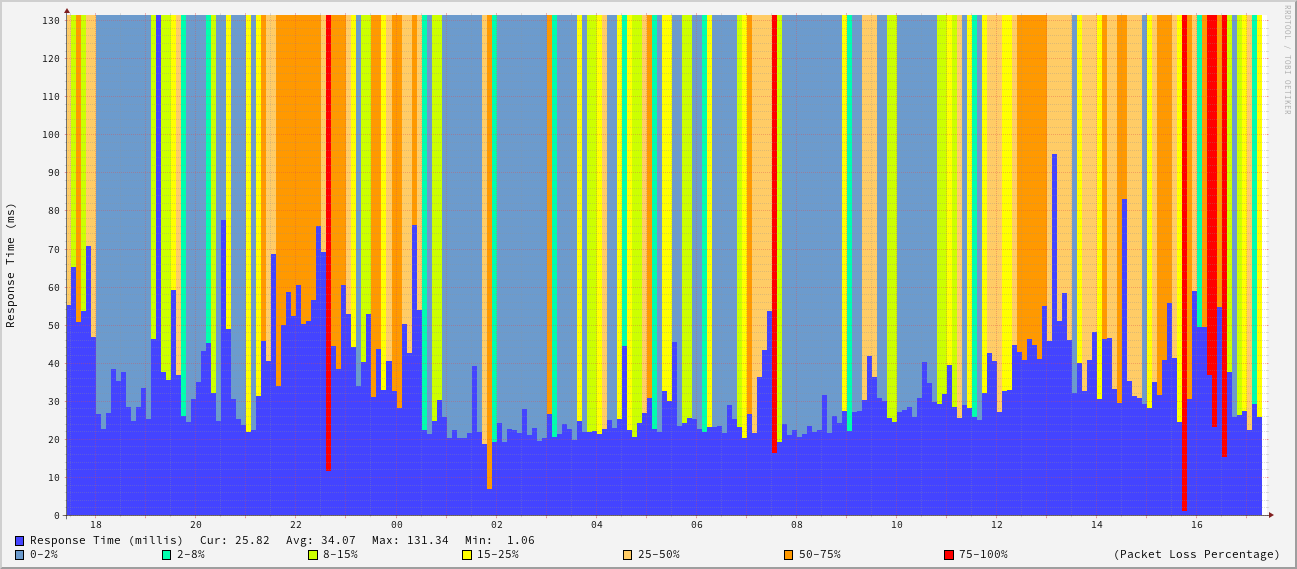 RRDTOOL / TOBI OETIKER
Response Time (ms)
130
120
110
100
90
80
70
60
50
40
30
20
10
0
18 20 22 00 02 04 06 08 10 12 14 16
Response Time (millis) Cur: 25.82 Avg: 34.07 Max: 131.34 Min: 1.06
0-2% 2-8% 8-15% 15-25% 25-50% 50-75% 75-100% (Packet Loss Percentage)